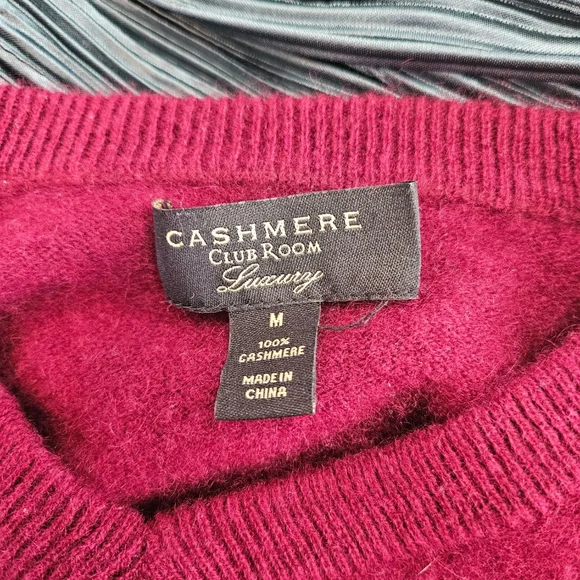 CASHMERE
CLUB ROOM
Luxury
M
100%
CASHMERE
MADE IN
CHINA